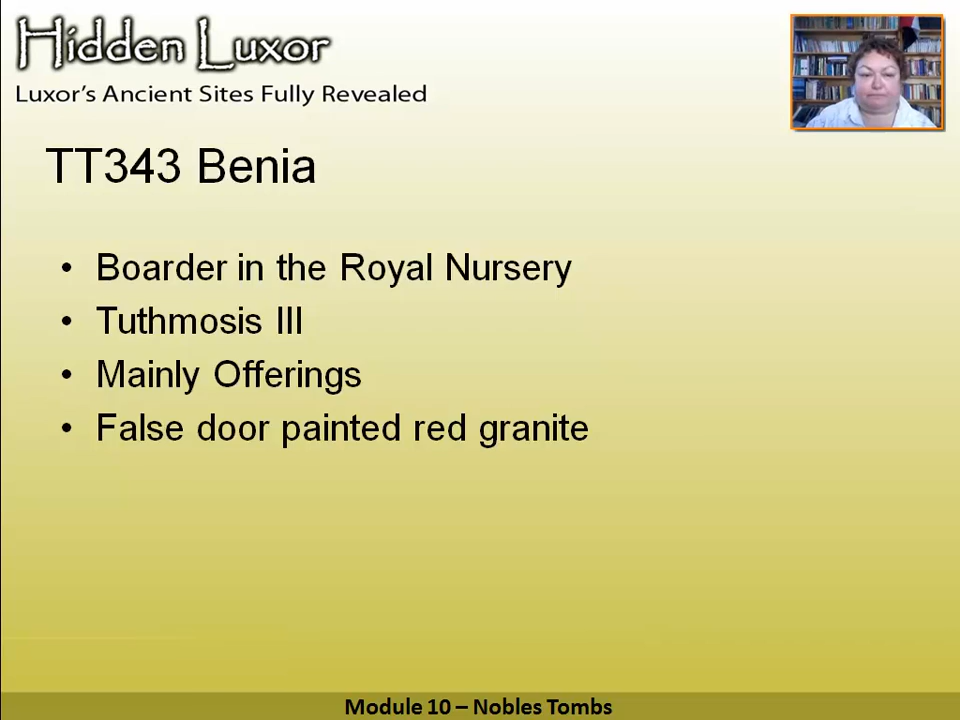 Hidden Luxor
Luxor's Ancient Sites Fully Revealed
TT343 Benia
• Boarder in the Royal Nursery
• Tuthmosis III
• Mainly Offerings
• False door painted red granite
Module 10 – Nobles Tombs